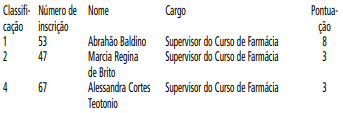 Classifi- Número de Nome Cargo Pontua-
cação inscrição ção
1 53 Abrahão Baldino Supervisor do Curso de Farmácia 8
2 47 Marcia Regina Supervisor do Curso de Farmácia 3
de Brito
4 67 Alessandra Cortes Supervisor do Curso de Farmácia 3
Teotonio